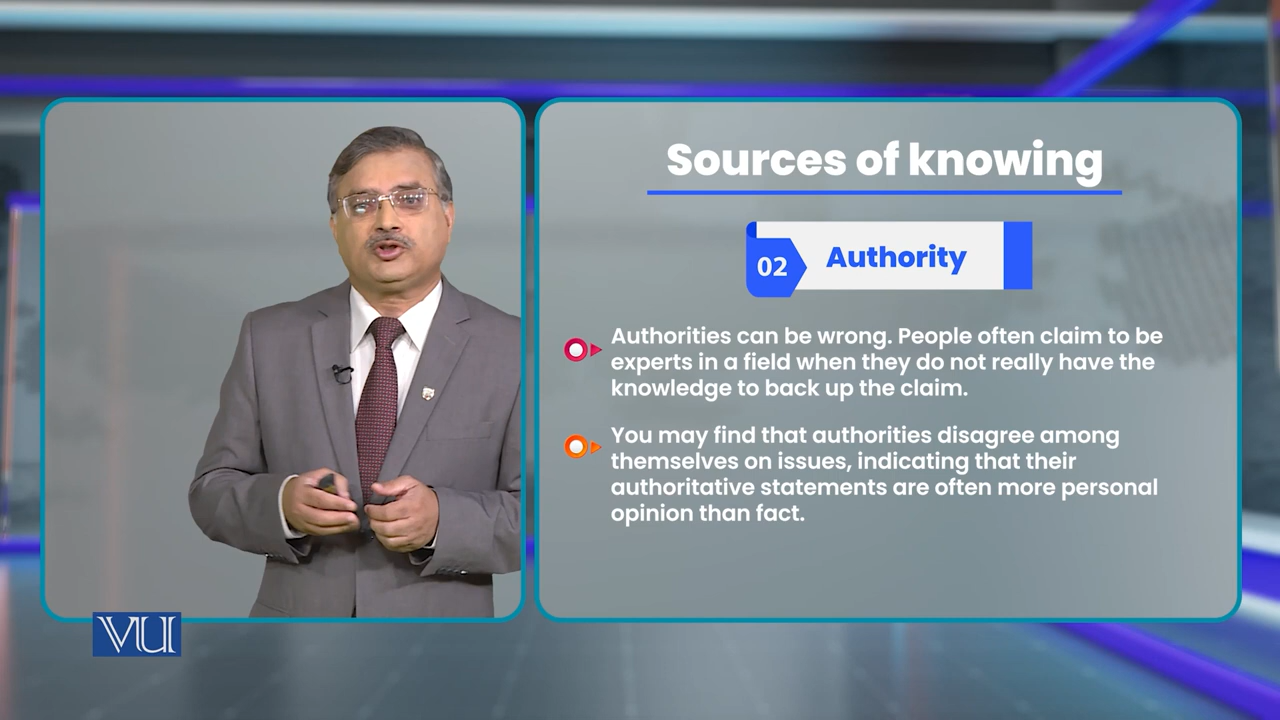 Sources of knowing
02
Authority
Authorities can be wrong. People often claim to be
experts in a field when they do not really have the
knowledge to back up the claim.
You may find that authorities disagree among
themselves on issues, indicating that their
authoritative statements are often more personal
opinion than fact.
VU